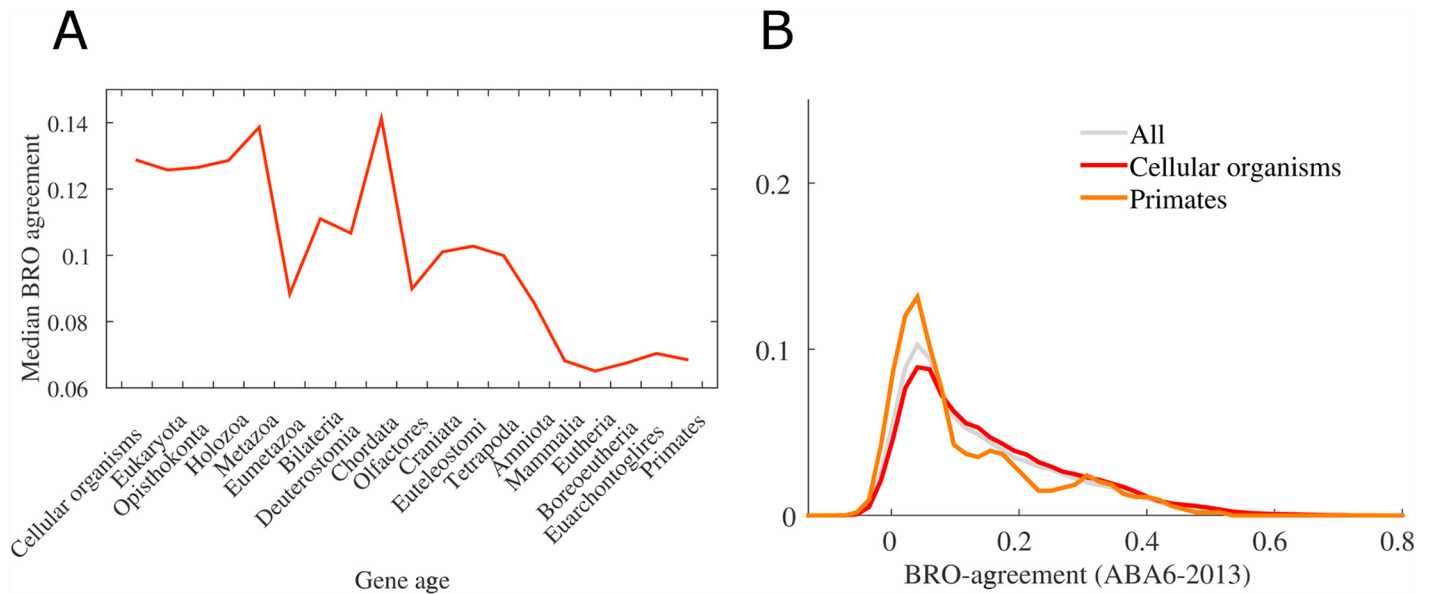 A
Median BRO agreement
0.14
0.12
0.1
0.08
0.06
Cellular organisms
Eukaryota
Opisthokonta
Holozoa
Metazoa
Eumetazoa
Bilateria
Deuterostomia
Chordata
Olfactores
Craniata
Euteleostomi
Tetrapoda
Amniota
Mammalia
Eutheria
Boreoeutheria
Euarchontoglires
Primates
Gene age
B
All
Cellular organisms
Primates
0.2
0.1
0
0 0.2 0.4 0.6 0.8
BRO-agreement (ABA6-2013)